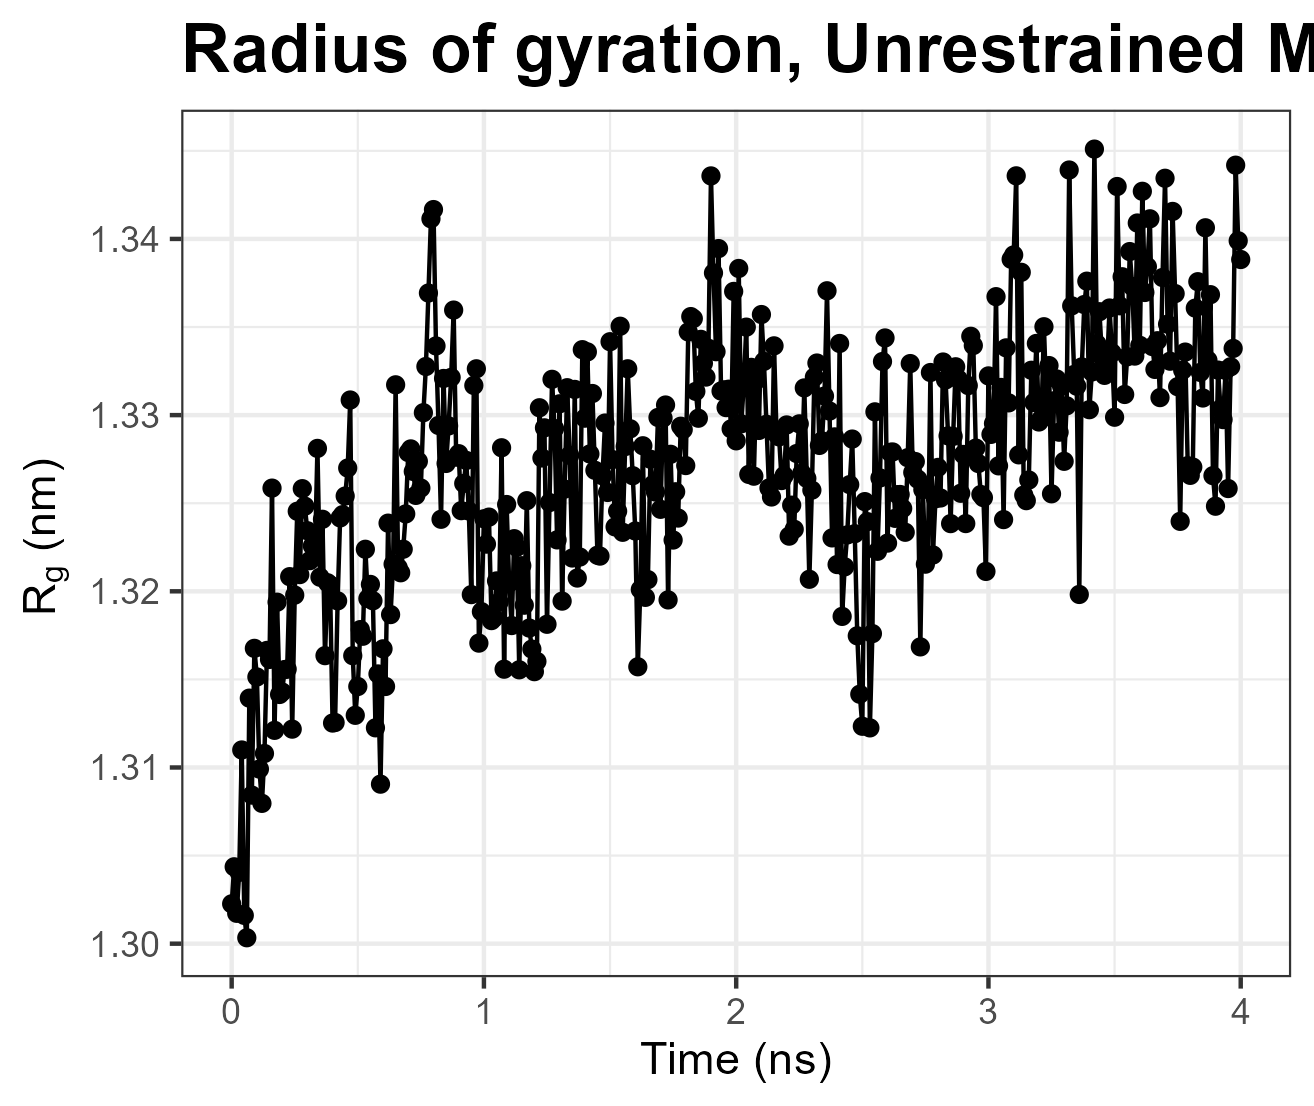 Radius of gyration, Unrestrained M
1.34
1.33
1.32
1.31
1.30
Rg (nm)
0 1 2 3 4
Time (ns)